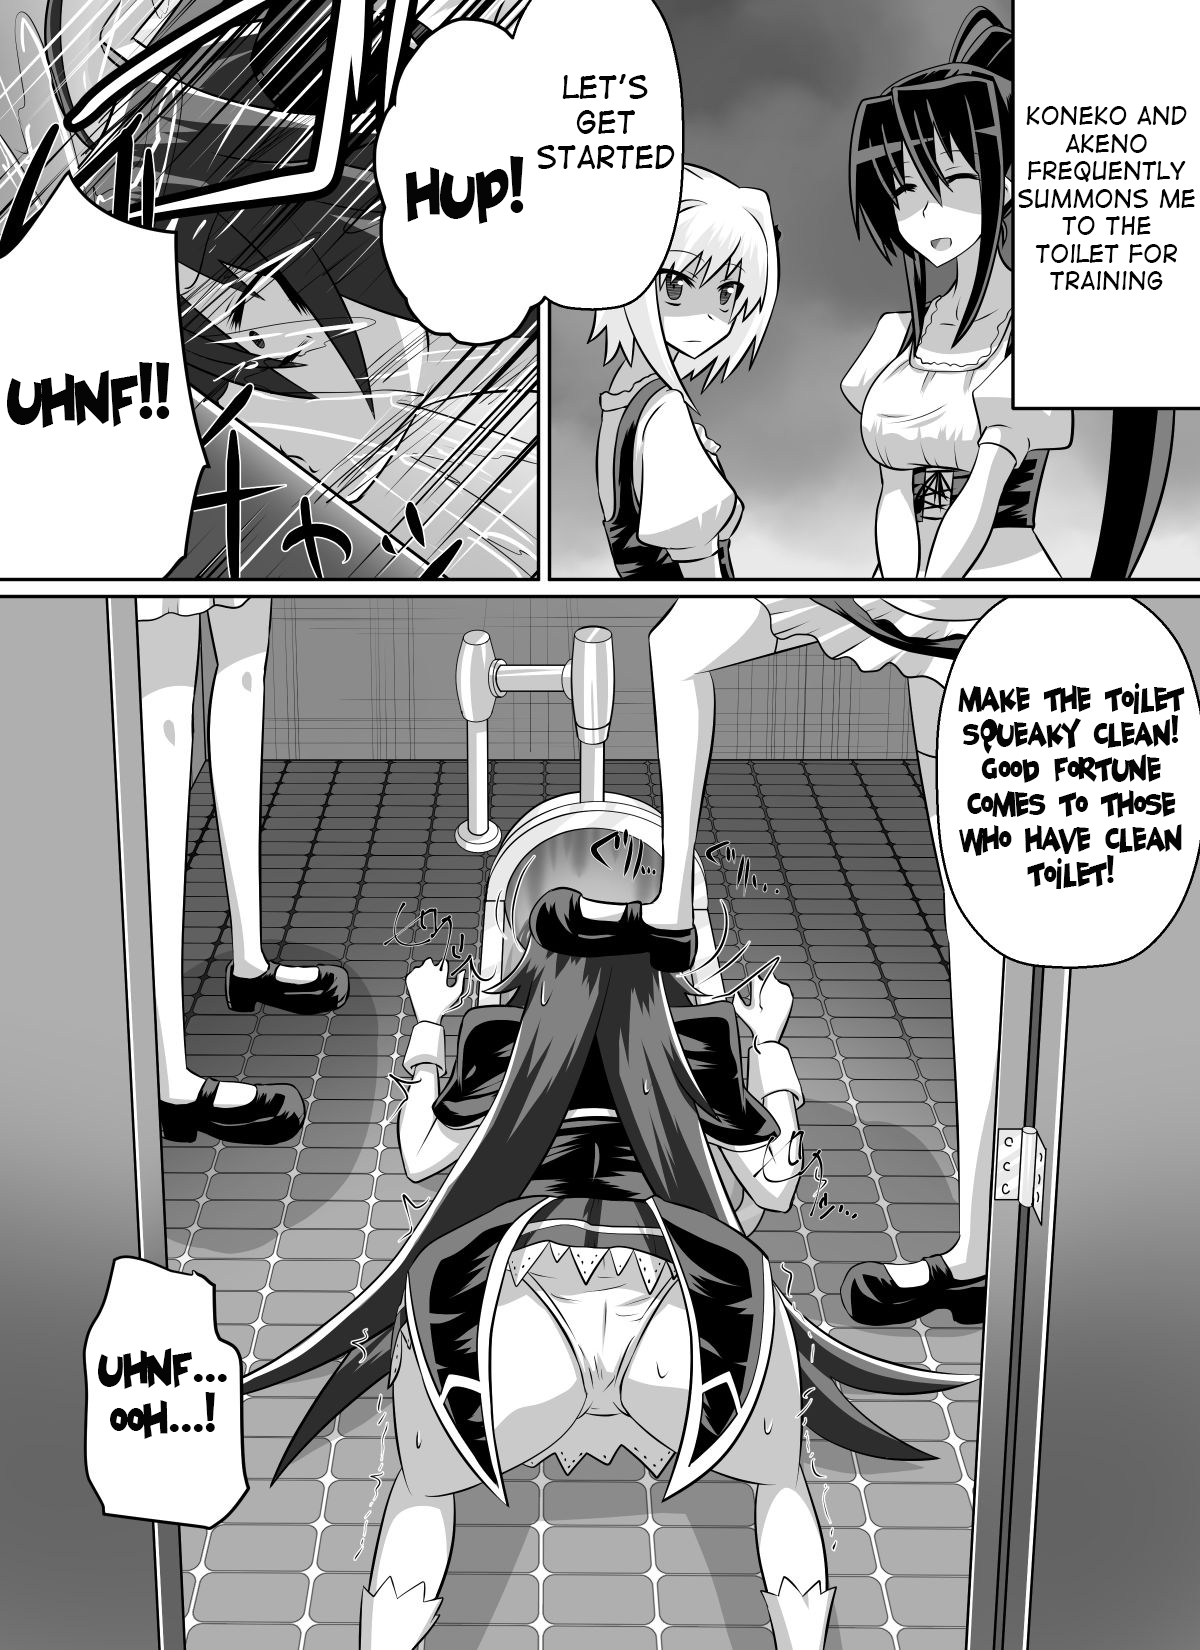 KONEKO AND
AKENO
FREQUENTLY
SUMMONS ME
TO THE
TOILET FOR
TRAINING
LET'S
GET
STARTED
HUP!
UHNF!!
MAKE THE TOILET
SQUEAKY CLEAN!
GOOD FORTUNE
COMES TO THOSE
WHO HAVE CLEAN
TOILET!
UHNF...
OOH...!